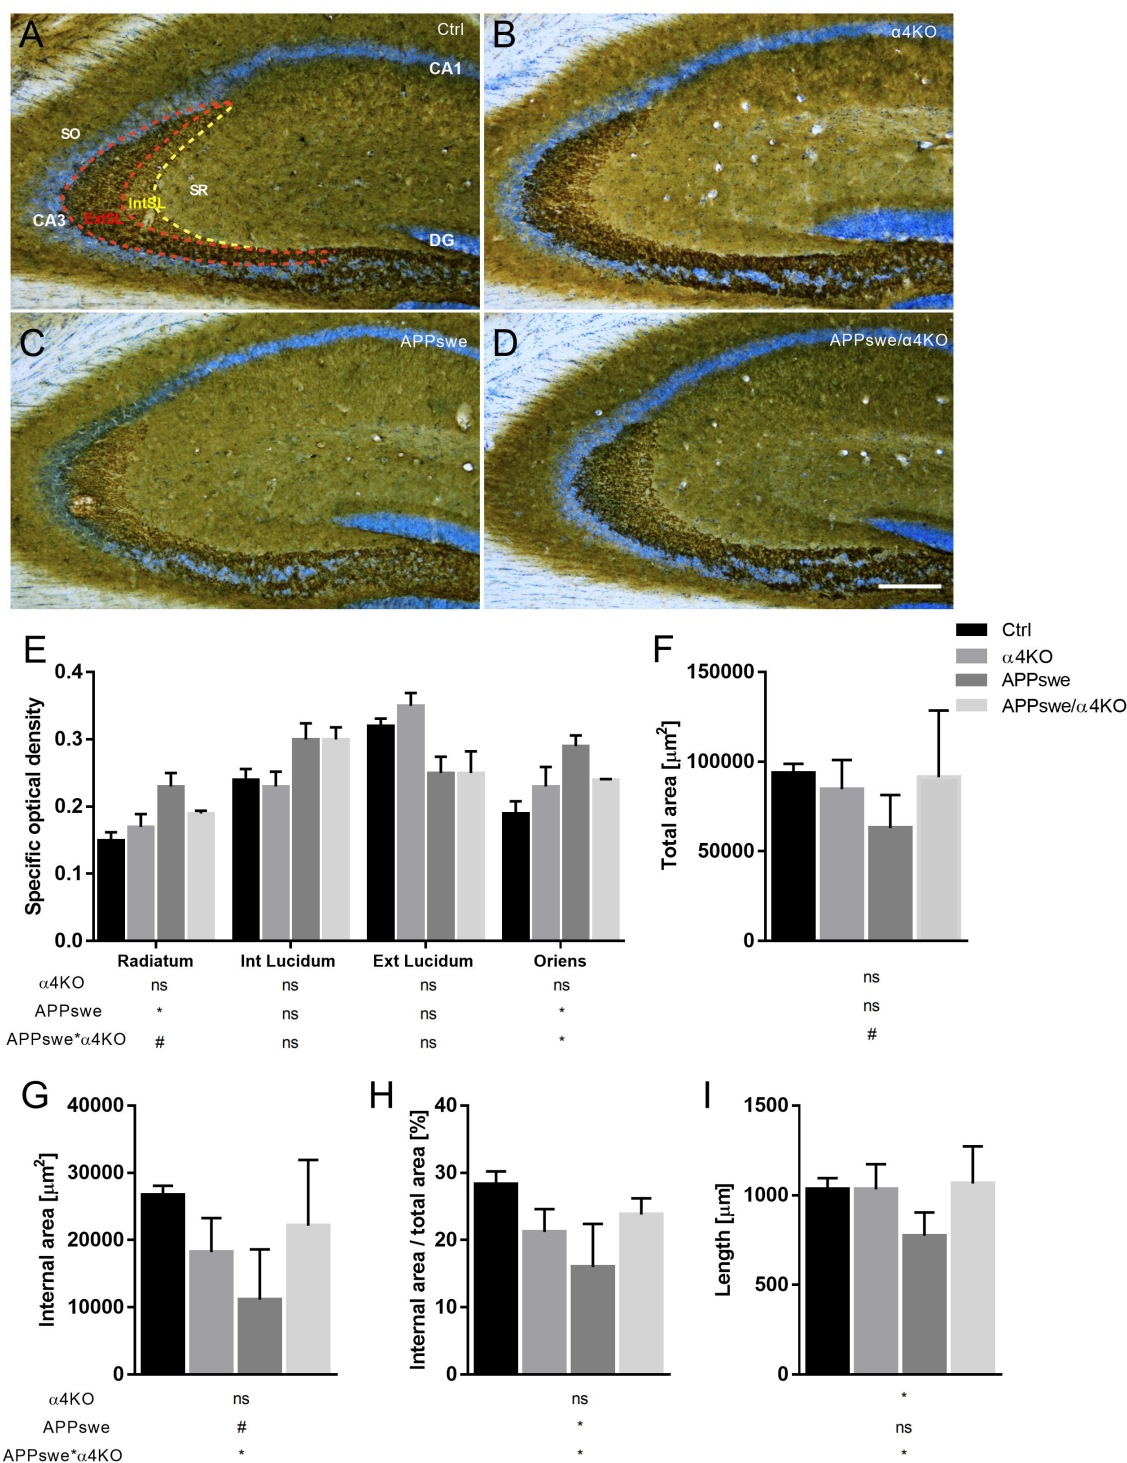 A
Ctrl
CA1
SO
SR
IntSL
ExtSL
CA3
DG
B
α4KO
C
APPswe
D
APPswe/α4KO
E
0.4
0.3
0.2
0.1
0.0
Specific optical density
Radiatum Int Lucidum Ext Lucidum Oriens
α4KO ns ns ns ns
APPswe * ns ns *
APPswe*α4KO # ns ns *
F
150000
100000
50000
0
Total area [μm²]
ns
ns
#
Ctrl
α4KO
APPswe
APPswe/α4KO
G
40000
30000
20000
10000
0
Internal area [μm²]
H
40
30
20
10
0
Internal area / total area [%]
I
1500
1000
500
0
Length [μm]
α4KO ns ns *
APPswe # * ns
APPswe*α4KO * * *